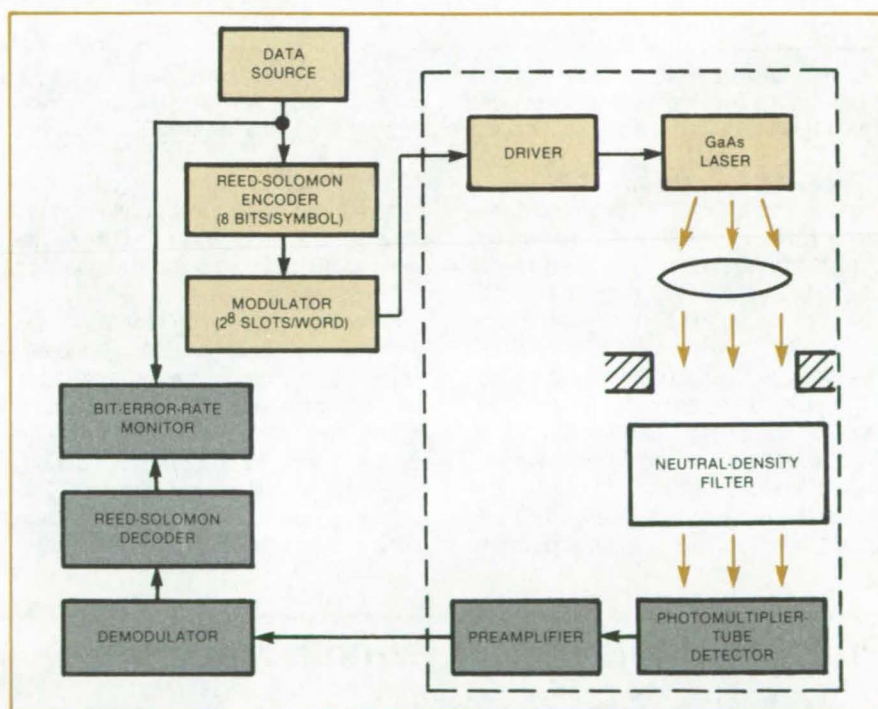 DATA
SOURCE
REED-SOLOMON
ENCODER
(8 BITS/SYMBOL)
MODULATOR
(2⁸ SLOTS/WORD)
DRIVER
GaAs
LASER
NEUTRAL-DENSITY
FILTER
PHOTOMULTIPLIER-
TUBE
DETECTOR
PREAMPLIFIER
DEMODULATOR
REED-SOLOMON
DECODER
BIT-ERROR-RATE
MONITOR